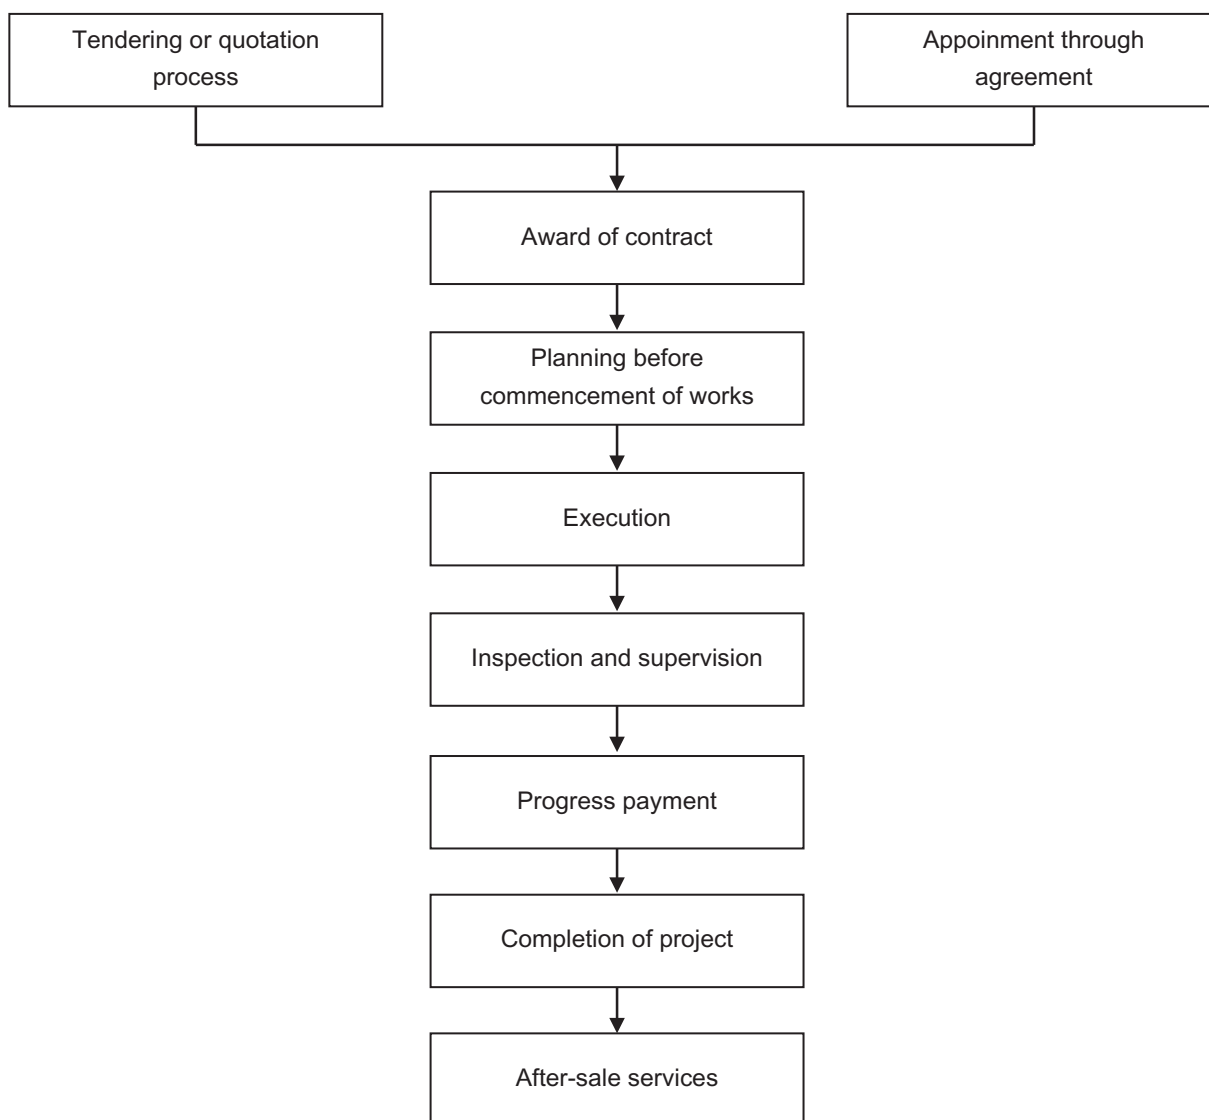 Tendering or quotation
process
Appoinment through
agreement
Award of contract
Planning before
commencement of works
Execution
Inspection and supervision
Progress payment
Completion of project
After-sale services